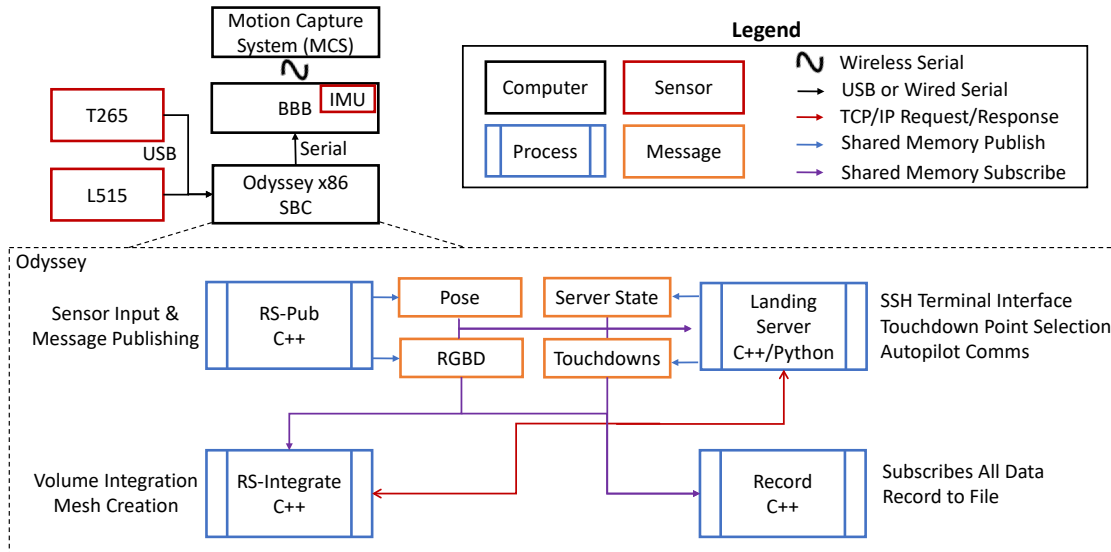 Motion Capture
System (MCS)
BBB
IMU
T265
USB
Serial
L515
Odyssey x86
SBC
Legend
Computer
Sensor
Process
Message
Wireless Serial
USB or Wired Serial
TCP/IP Request/Response
Shared Memory Publish
Shared Memory Subscribe
Odyssey
Sensor Input &
Message Publishing
RS-Pub
C++
Pose
RGBD
Server State
Touchdowns
Landing
Server
C++/Python
SSH Terminal Interface
Touchdown Point Selection
Autopilot Comms
Volume Integration
Mesh Creation
RS-Integrate
C++
Record
C++
Subscribes All Data
Record to File